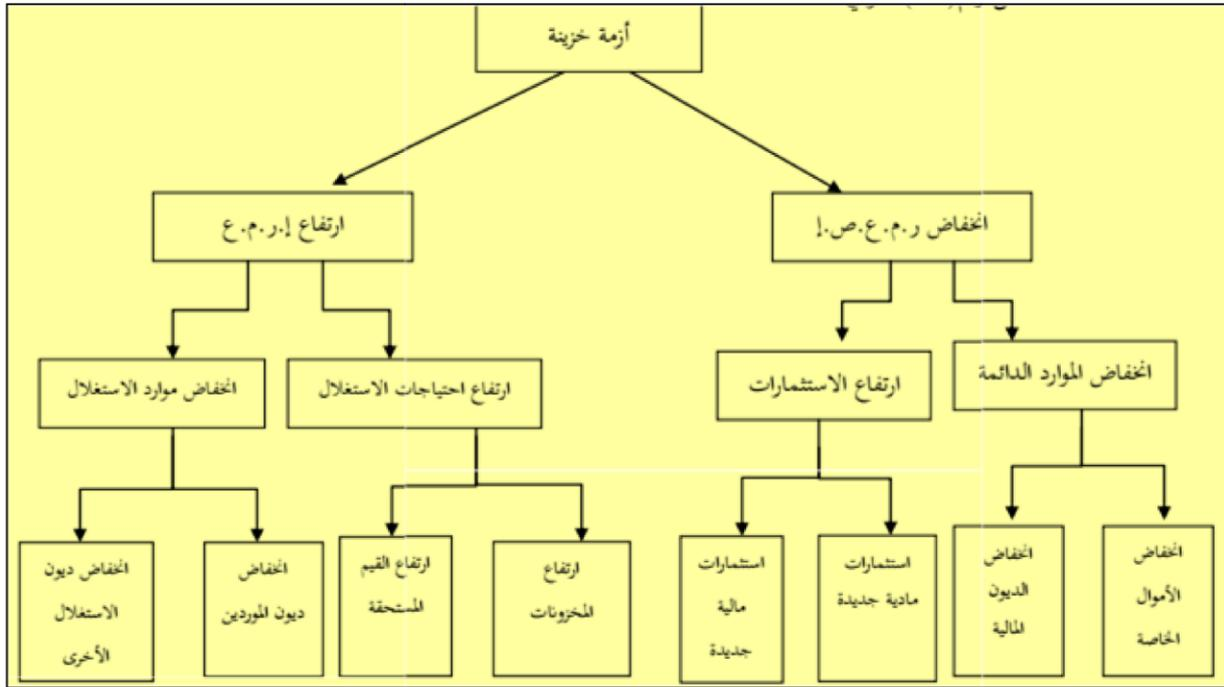 أزمة خزينة
انخفاض ر.م.ع.ص.إ
ارتفاع إ.ر.م.ع
انخفاض الموارد الدائمة
ارتفاع الاستثمارات
ارتفاع احتياجات الاستغلال
انخفاض موارد الاستغلال
انخفاض
الأموال
الخاصة
انخفاض
الديون
المالية
استثمارات
مادية جديدة
استثمارات
مالية
جديدة
ارتفاع
المخزونات
ارتفاع القيم
المستحقة
انخفاض
ديون الموردين
انخفاض ديون
الاستغلال
الأخرى